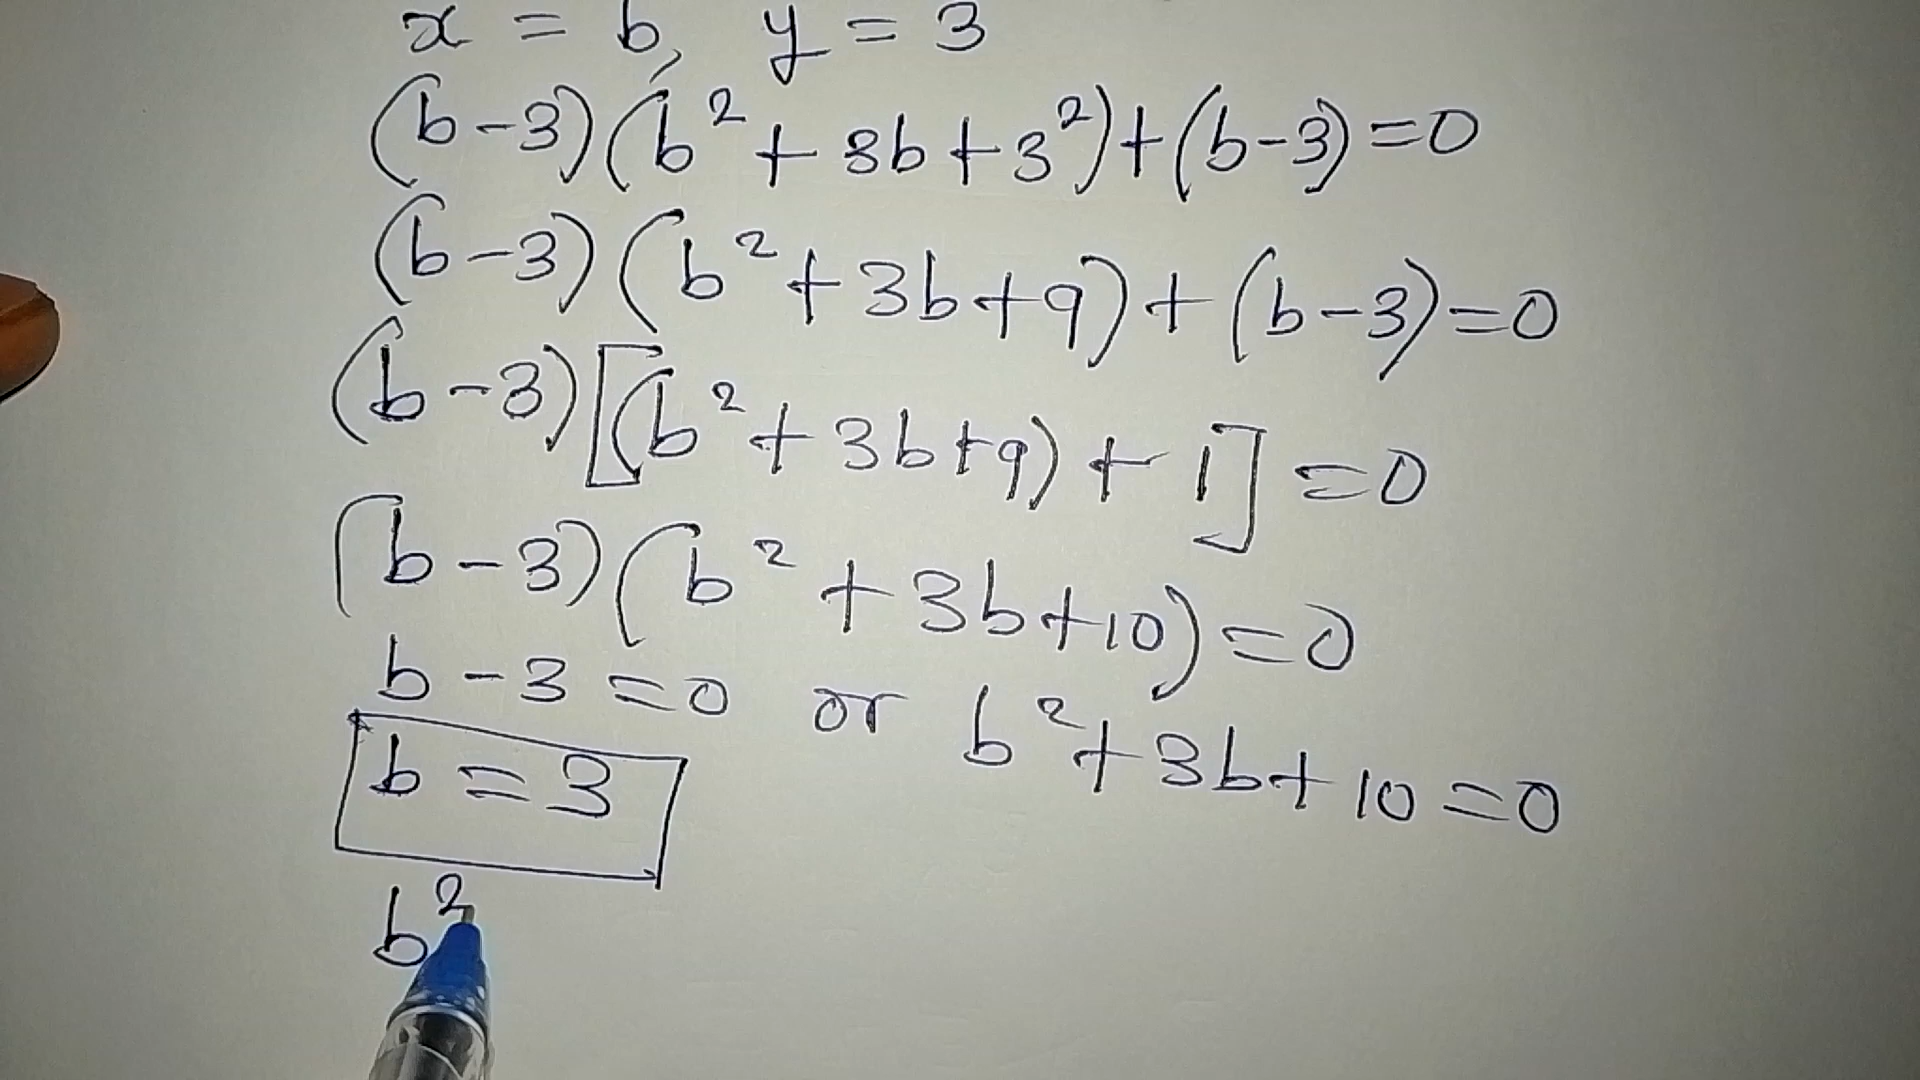 x = b, y = 3
(b-3)(b² + 3b + 3²) + (b-3) = 0
(b-3)(b² + 3b + 9) + (b-3) = 0
(b-3)[(b² + 3b + 9) + 1] = 0
(b-3)(b² + 3b + 10) = 0
b - 3 = 0 or b² + 3b + 10 = 0
b = 3
b²